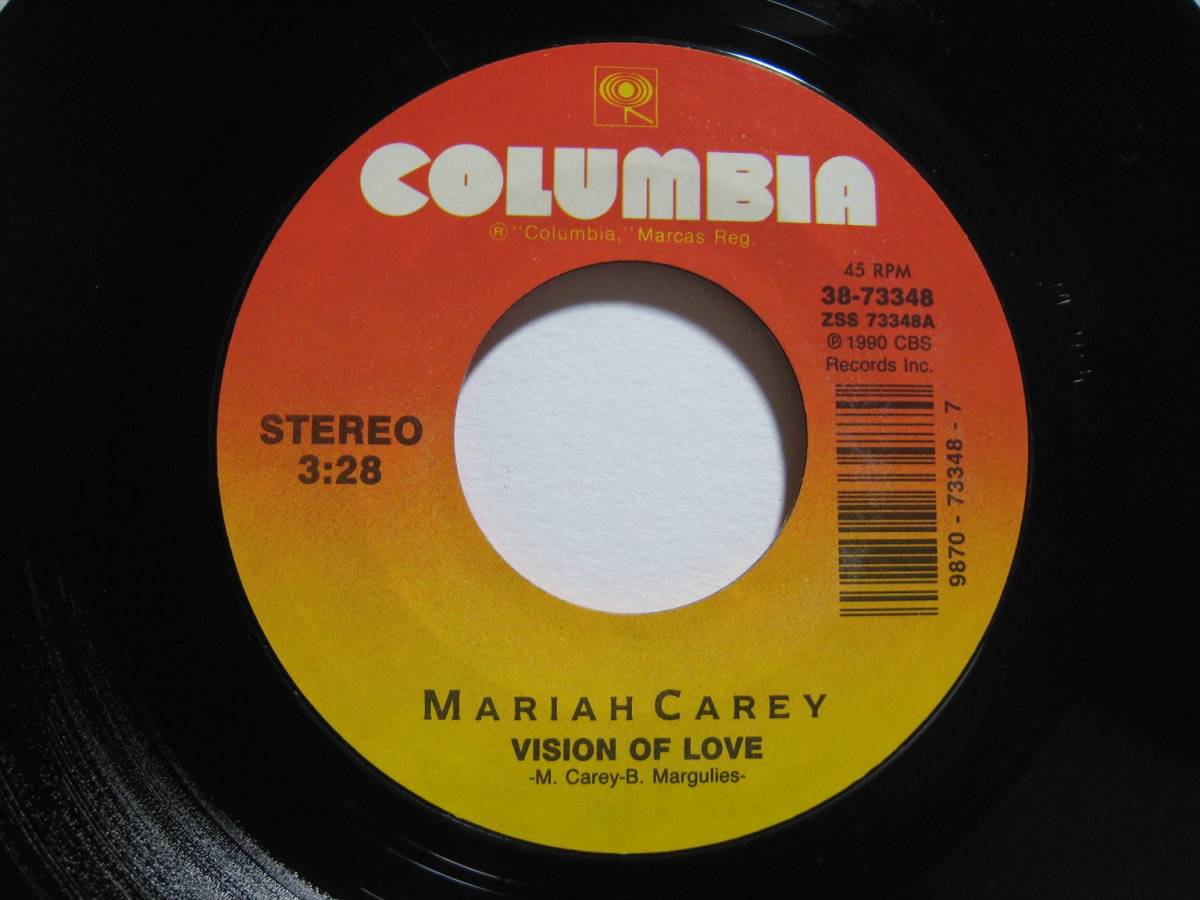 COLUMBIA
® "Columbia," Marcas Reg.
45 RPM
38-73348
ZSS 73348A
℗ 1990 CBS
Records Inc.
STEREO
3:28
9870 - 73348 - 7
MARIAH CAREY
VISION OF LOVE
-M. Carey-B. Margulies-